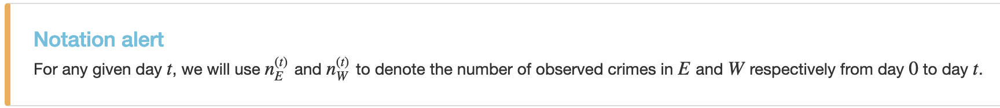 Notation alert
For any given day $t$, we will use $n_E^{(t)}$ and $n_W^{(t)}$ to denote the number of observed crimes in $E$ and $W$ respectively from day $0$ to day $t$.